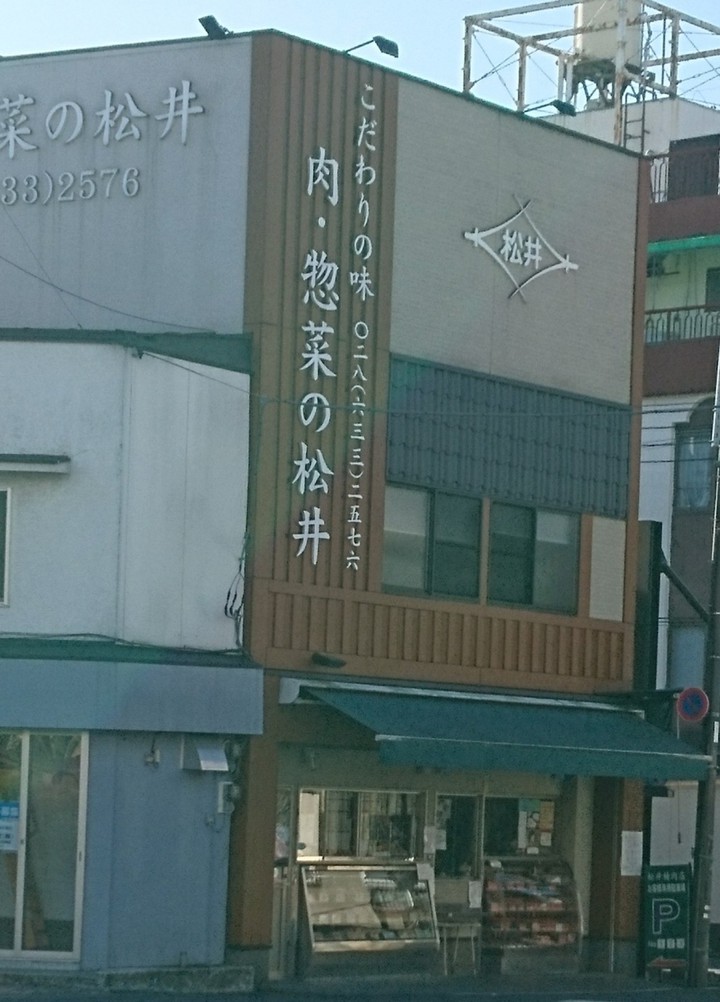 菜の松井
33)2576
こだわりの味 〇二八(六三三)二五七六
肉・惣菜の松井
松井
P